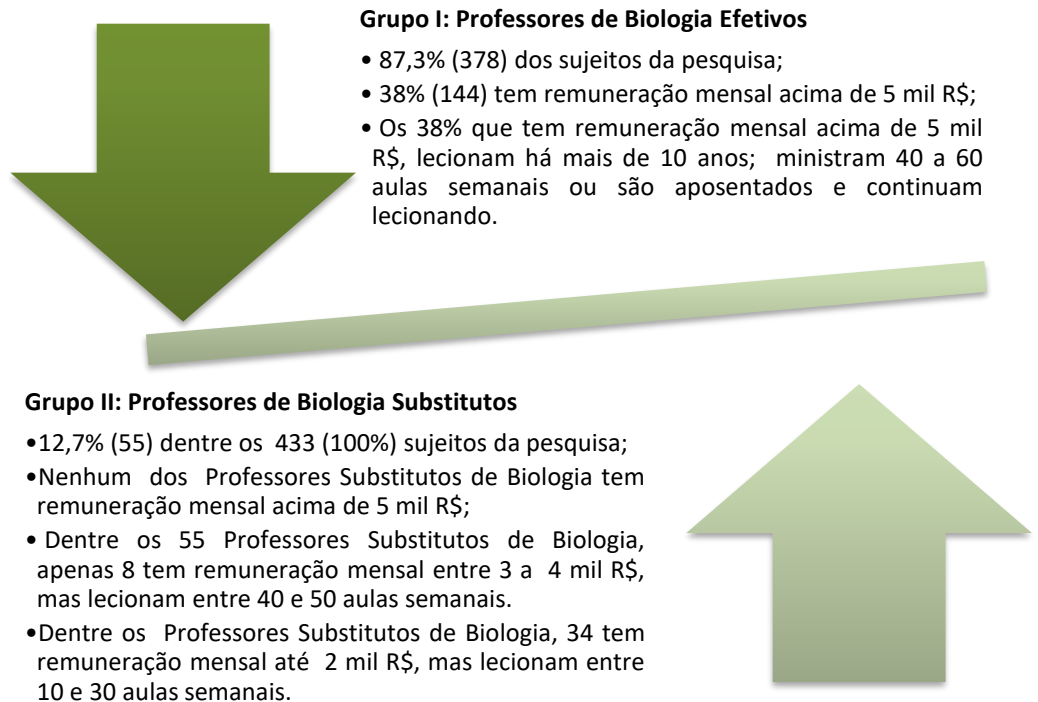 Grupo I: Professores de Biologia Efetivos
• 87,3% (378) dos sujeitos da pesquisa;
• 38% (144) tem remuneração mensal acima de 5 mil R$;
• Os 38% que tem remuneração mensal acima de 5 mil
R$, lecionam há mais de 10 anos; ministram 40 a 60
aulas semanais ou são aposentados e continuam
lecionando.
Grupo II: Professores de Biologia Substitutos
•12,7% (55) dentre os 433 (100%) sujeitos da pesquisa;
•Nenhum dos Professores Substitutos de Biologia tem
remuneração mensal acima de 5 mil R$;
• Dentre os 55 Professores Substitutos de Biologia,
apenas 8 tem remuneração mensal entre 3 a 4 mil R$,
mas lecionam entre 40 e 50 aulas semanais.
•Dentre os Professores Substitutos de Biologia, 34 tem
remuneração mensal até 2 mil R$, mas lecionam entre
10 e 30 aulas semanais.